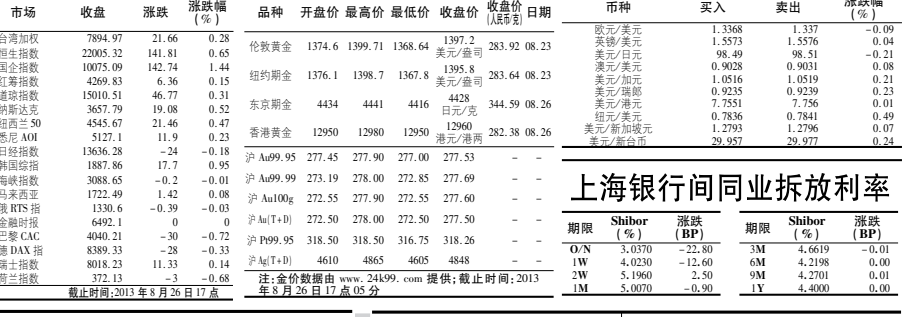 市场 收盘 涨跌 涨跌幅(%)
台湾加权 7894.97 21.66 0.28
恒生指数 22005.32 141.81 0.65
国企指数 10075.09 142.74 1.44
红筹指数 4269.83 6.36 0.15
道琼指数 15010.51 46.77 0.31
纳斯达克 3657.79 19.08 0.52
纽西兰50 4545.67 21.46 0.47
悉尼AOI 5127.1 11.9 0.23
日经指数 13636.28 -24 -0.18
韩国综指 1887.86 17.7 0.95
海峡指数 3088.65 -0.2 -0.01
马来西亚 1722.49 1.42 0.08
俄RTS指 1330.6 -0.39 -0.03
金融时报 6492.1 0 0
巴黎CAC 4040.21 -30 -0.72
德DAX指 8389.33 -28 -0.33
瑞士指数 8018.23 11.33 0.14
荷兰指数 372.13 -3 -0.68
截止时间:2013年8月26日17点
品种 开盘价 最高价 最低价 收盘价 收盘价(人民币/克) 日期
伦敦黄金 1374.6 1399.71 1368.64 1397.2 美元/盎司 283.92 08.23
纽约期金 1376.1 1398.7 1367.8 1395.8 美元/盎司 283.64 08.23
东京期金 4434 4441 4416 4428 日元/克 344.59 08.26
香港黄金 12950 12980 12950 12960 港元/港两 282.38 08.26
沪Au99.95 277.45 277.90 277.00 277.53 - -
沪Au99.99 273.19 278.00 272.85 277.69 - -
沪Au100g 272.55 277.90 272.55 277.60 - -
沪Au(T+D) 272.50 278.00 272.50 277.50 - -
沪Pt99.95 318.50 318.50 316.75 318.26 - -
沪Ag(T+D) 4610 4865 4605 4848 - -
注:金价数据由 www.24k99.com 提供;截止时间:2013
年8月26日17点05分
币种 买入 卖出 涨跌幅(%)
欧元/美元 1.3368 1.337 -0.09
英镑/美元 1.5573 1.5576 0.04
美元/日元 98.49 98.51 -0.21
澳元/美元 0.9028 0.9031 0.08
美元/加元 1.0516 1.0519 0.21
美元/瑞郎 0.9235 0.9239 0.23
美元/港元 7.7551 7.756 0.01
纽元/美元 0.7836 0.7841 0.49
美元/新加坡元 1.2793 1.2796 0.07
美元/新台币 29.957 29.977 0.24
上海银行间同业拆放利率
期限 Shibor(%) 涨跌(BP) 期限 Shibor(%) 涨跌(BP)
O/N 3.0370 -22.80 3M 4.6619 -0.01
1W 4.0230 -12.60 6M 4.2198 0.00
2W 5.1960 2.50 9M 4.2701 0.01
1M 5.0070 -0.90 1Y 4.4000 0.00